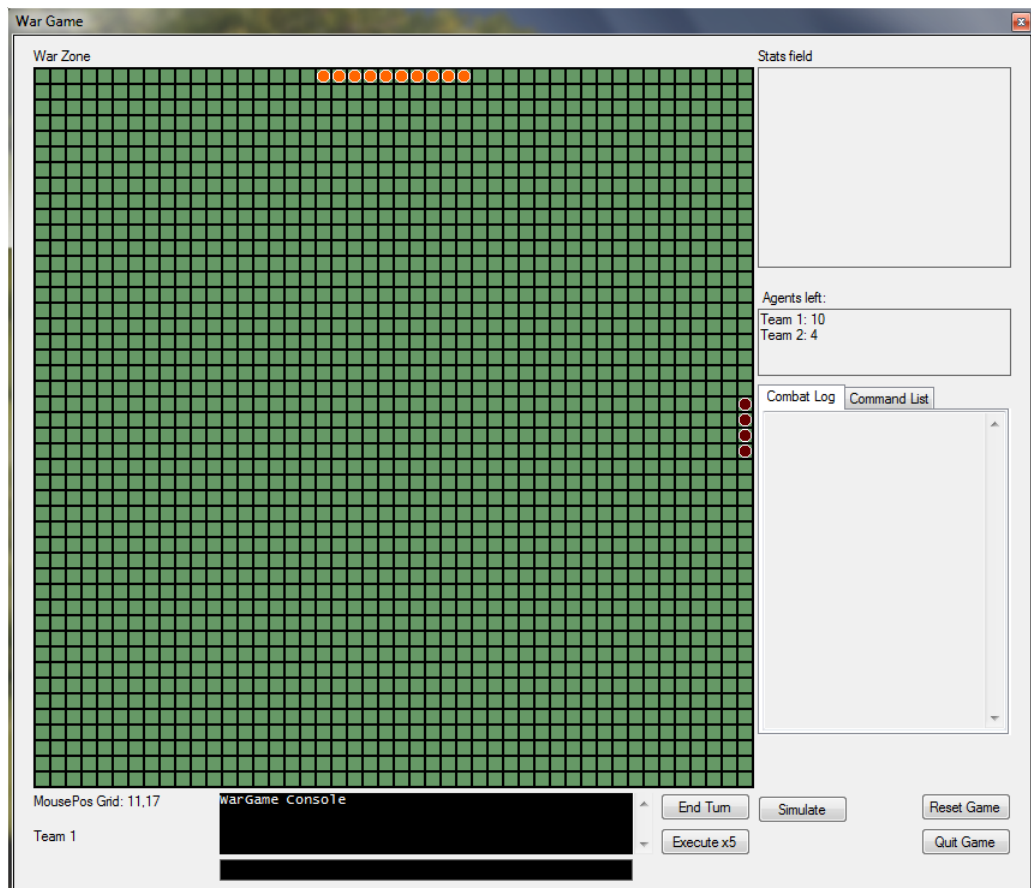 War Game
War Zone
Stats field
Agents left:
Team 1: 10
Team 2: 4
Combat Log
Command List
MousePos Grid: 11,17
Team 1
WarGame Console
End Turn
Execute x5
Simulate
Reset Game
Quit Game